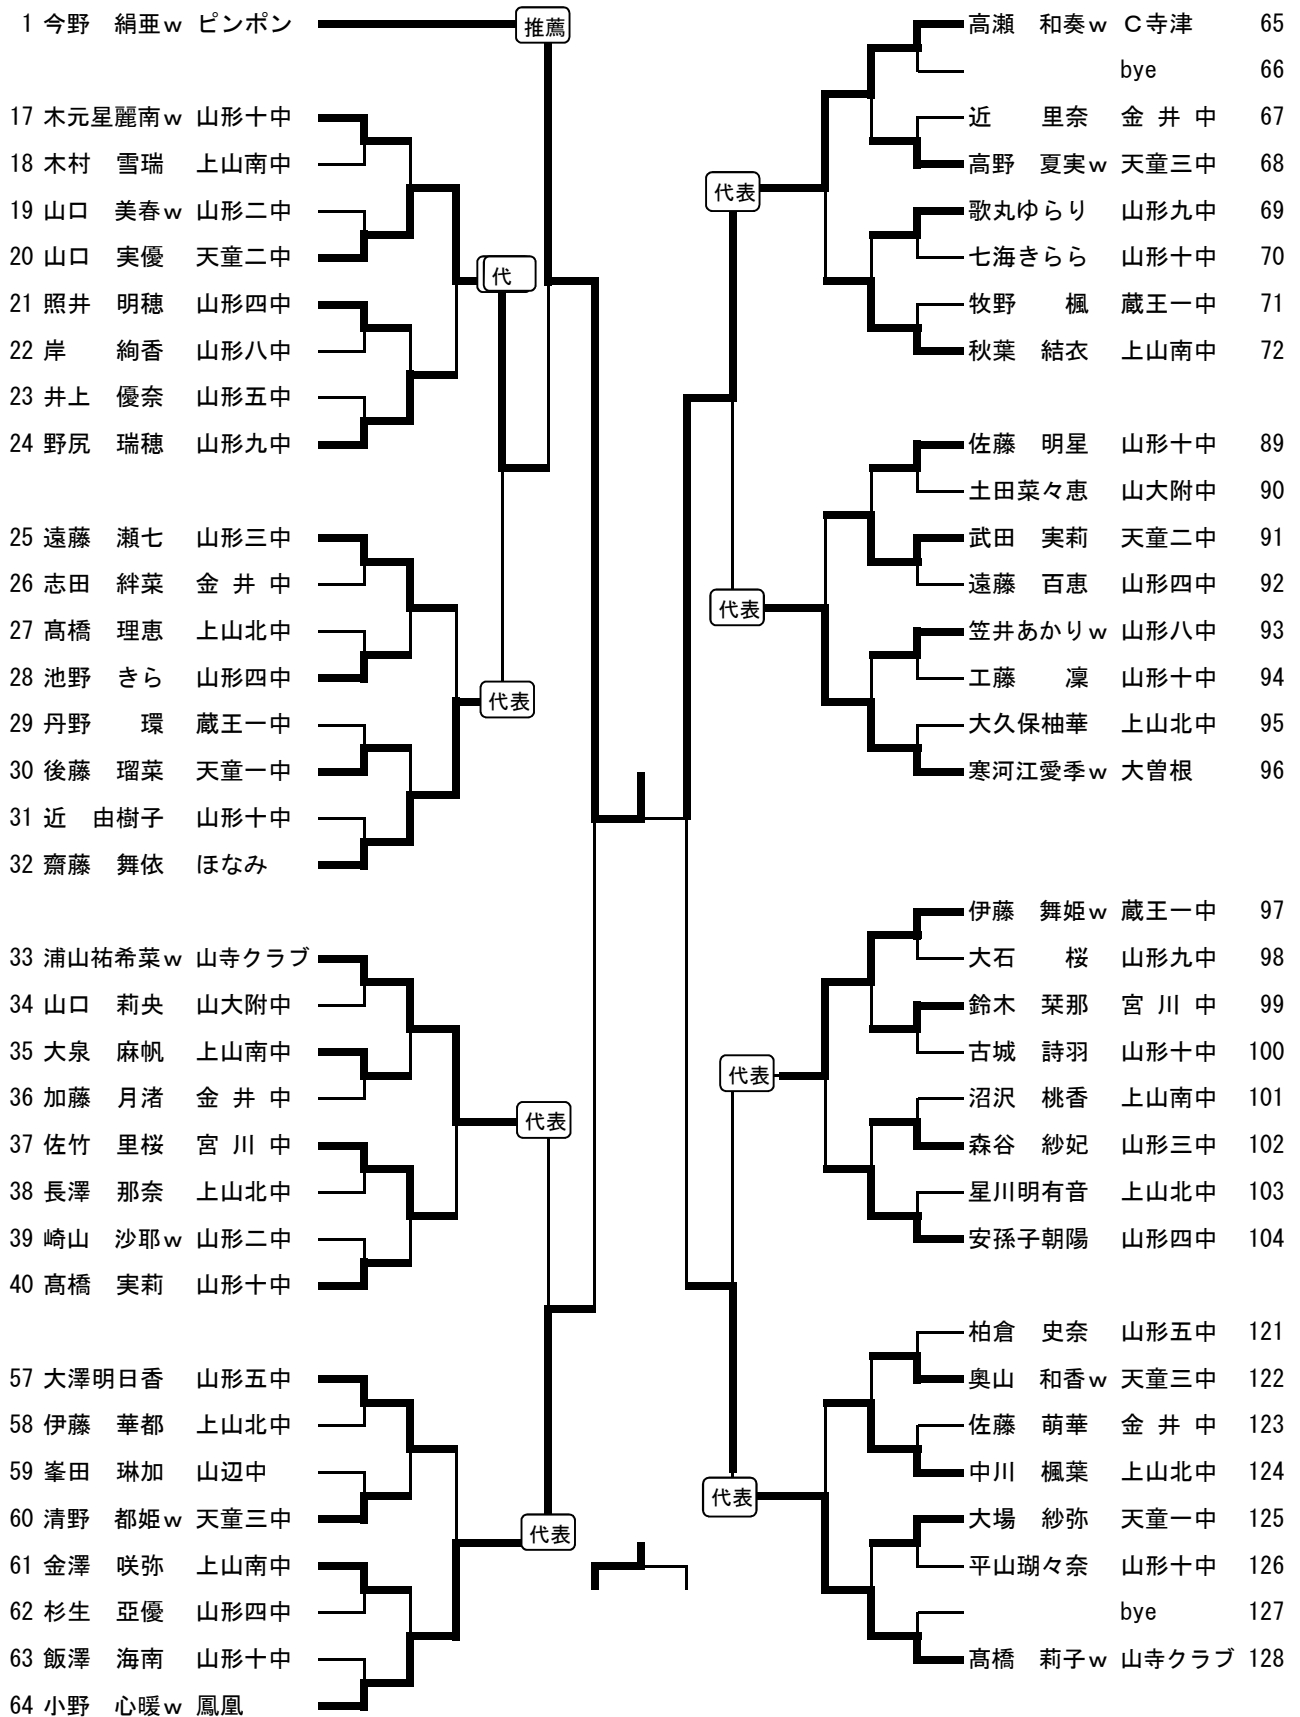 1 今野　絹亜ｗ ピンポン
推薦
17 木元星麗南ｗ 山形十中
18 木村　雪瑞 上山南中
19 山口　美春ｗ 山形二中
20 山口　実優 天童二中
代
21 照井　明穂 山形四中
22 岸　　絢香 山形八中
23 井上　優奈 山形五中
24 野尻　瑞穂 山形九中
25 遠藤　瀬七 山形三中
26 志田　絆菜 金 井 中
27 髙橋　理恵 上山北中
28 池野　きら 山形四中
代表
29 丹野　　環 蔵王一中
30 後藤　瑠菜 天童一中
31 近　由樹子 山形十中
32 齋藤　舞依 ほなみ
33 浦山祐希菜ｗ 山寺クラブ
34 山口　莉央 山大附中
35 大泉　麻帆 上山南中
36 加藤　月渚 金 井 中
代表
37 佐竹　里桜 宮 川 中
38 長澤　那奈 上山北中
39 崎山　沙耶ｗ 山形二中
40 髙橋　実莉 山形十中
57 大澤明日香 山形五中
58 伊藤　華都 上山北中
59 峯田　琳加 山辺中
60 清野　都姫ｗ 天童三中
代表
61 金澤　咲弥 上山南中
62 杉生　亞優 山形四中
63 飯澤　海南 山形十中
64 小野　心暖ｗ 鳳凰
高瀬　和奏ｗ Ｃ寺津 65
bye 66
近　　里奈 金 井 中 67
高野　夏実ｗ 天童三中 68
代表
歌丸ゆらり 山形九中 69
七海きらら 山形十中 70
牧野　　楓 蔵王一中 71
秋葉　結衣 上山南中 72
佐藤　明星 山形十中 89
土田菜々恵 山大附中 90
武田　実莉 天童二中 91
遠藤　百恵 山形四中 92
代表
笠井あかりｗ 山形八中 93
工藤　　凜 山形十中 94
大久保柚華 上山北中 95
寒河江愛季ｗ 大曽根 96
伊藤　舞姫ｗ 蔵王一中 97
大石　　桜 山形九中 98
鈴木　栞那 宮 川 中 99
古城　詩羽 山形十中 100
代表
沼沢　桃香 上山南中 101
森谷　紗妃 山形三中 102
星川明有音 上山北中 103
安孫子朝陽 山形四中 104
柏倉　史奈 山形五中 121
奥山　和香ｗ 天童三中 122
佐藤　萌華 金 井 中 123
中川　楓葉 上山北中 124
代表
大場　紗弥 天童一中 125
平山瑚々奈 山形十中 126
bye 127
髙橋　莉子ｗ 山寺クラブ 128